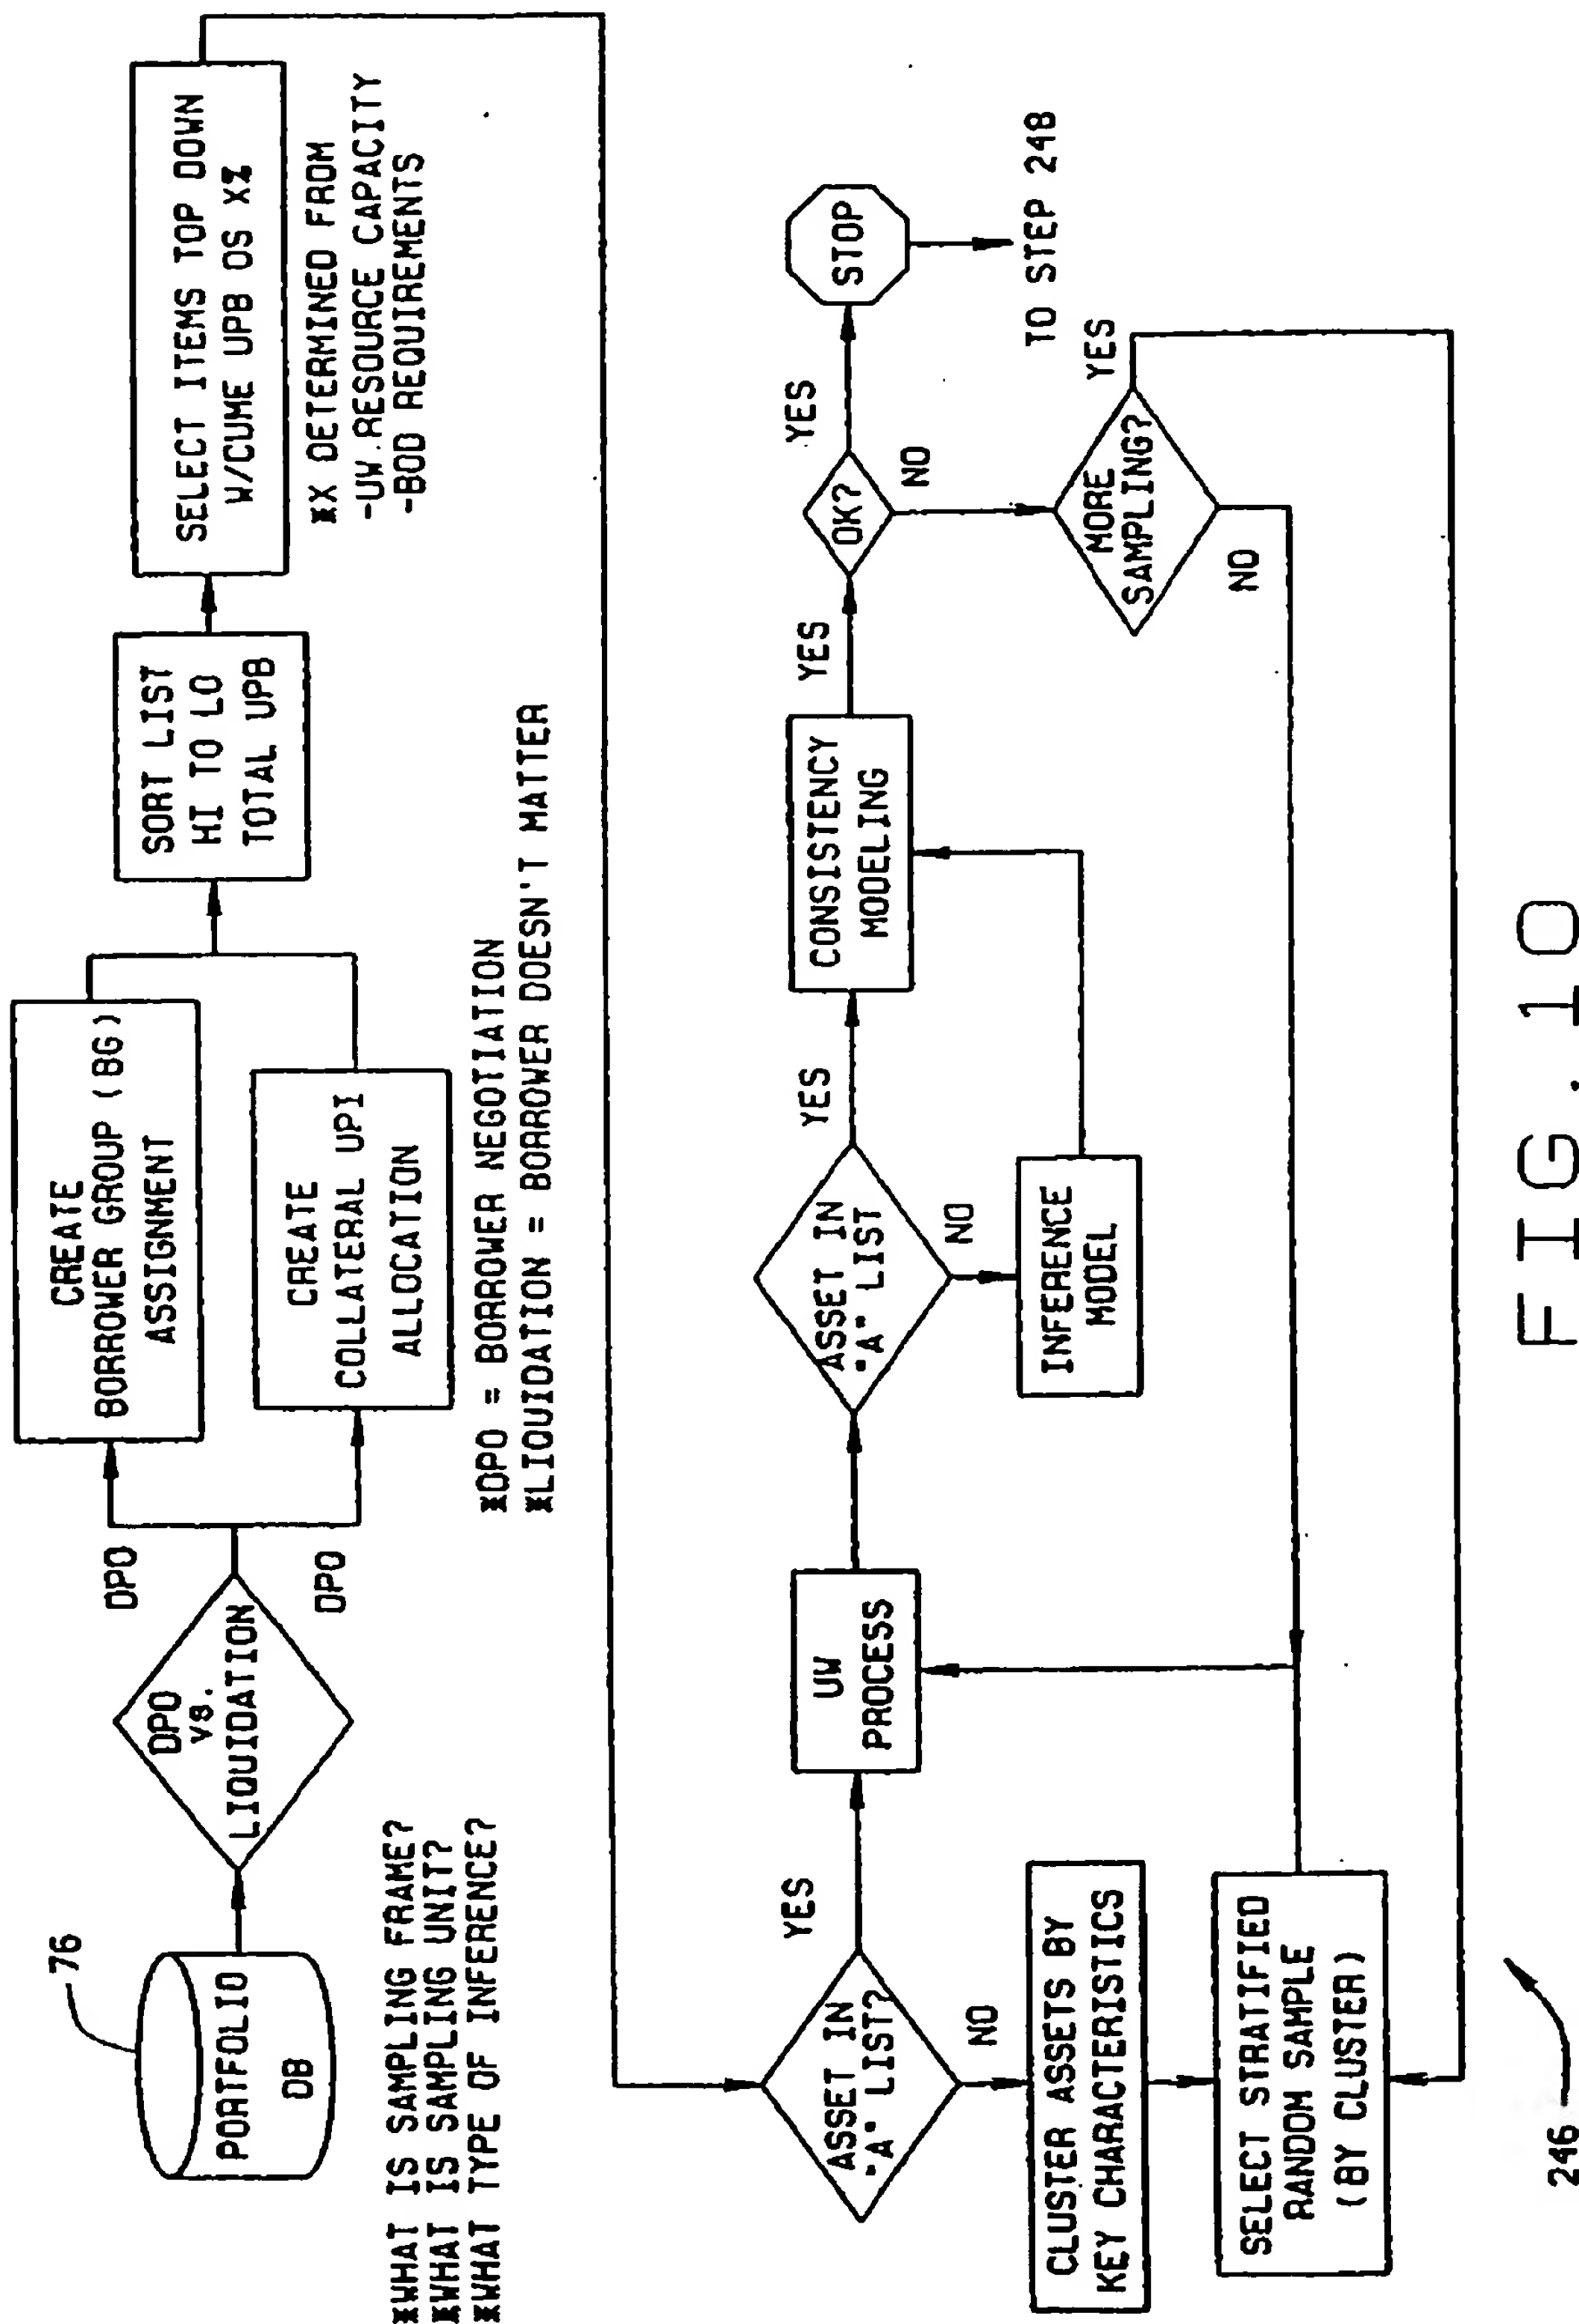 76
PORTFOLIO
DB
DPO
VS.
LIQUIDATION
DPO
DPO
CREATE
BORROWER GROUP (BG)
ASSIGNMENT
CREATE
COLLATERAL UPI
ALLOCATION
SORT LIST
HI TO LO
TOTAL UPB
SELECT ITEMS TOP DOWN
W/CUME UPB OS X%
*X DETERMINED FROM
-UW.RESOURCE CAPACITY
-BOD REQUIREMENTS
*WHAT IS SAMPLING FRAME?
*WHAT IS SAMPLING UNIT?
*WHAT TYPE OF INFERENCE?
*DPO = BORROWER NEGOTIATION
*LIQUIDATION = BORROWER DOESN'T MATTER
ASSET IN
"A" LIST?
YES
NO
CLUSTER ASSETS BY
KEY CHARACTERISTICS
SELECT STRATIFIED
RANDOM SAMPLE
(BY CLUSTER)
UW
PROCESS
ASSET IN
"A" LIST
YES
NO
INFERENCE
MODEL
CONSISTENCY
MODELING
YES
OK?
YES
NO
STOP
TO STEP 248
MORE
SAMPLING?
YES
NO
246
FIG. 10